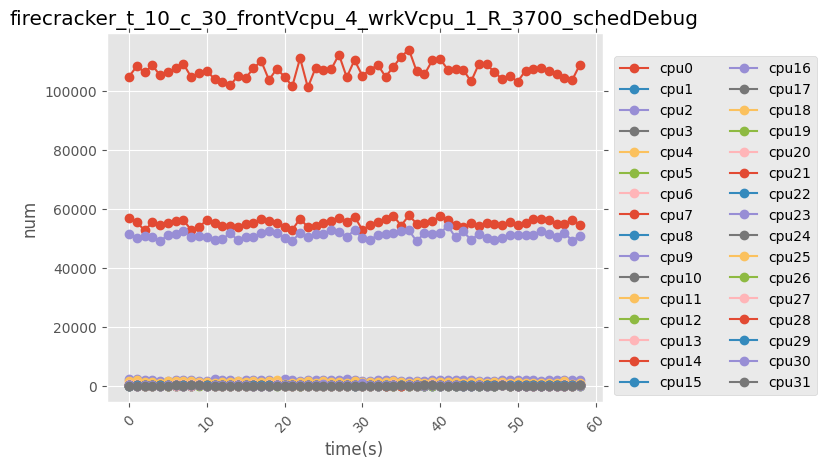 firecracker_t_10_c_30_frontVcpu_4_wrkVcpu_1_R_3700_schedDebug
100000
80000
60000
40000
20000
0
num
0
10
20
30
40
50
60
time(s)
cpu0
cpu1
cpu2
cpu3
cpu4
cpu5
cpu6
cpu7
cpu8
cpu9
cpu10
cpu11
cpu12
cpu13
cpu14
cpu15
cpu16
cpu17
cpu18
cpu19
cpu20
cpu21
cpu22
cpu23
cpu24
cpu25
cpu26
cpu27
cpu28
cpu29
cpu30
cpu31